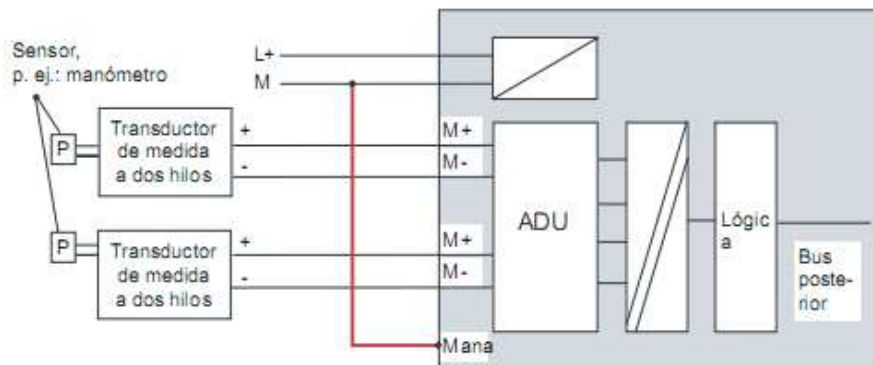 Sensor,
p. ej.: manómetro
L+
M
P
Transductor
de medida
a dos hilos
+
-
M+
M-
P
Transductor
de medida
a dos hilos
+
-
M+
M-
Mana
ADU
Lógic
a
Bus
poste-
rior